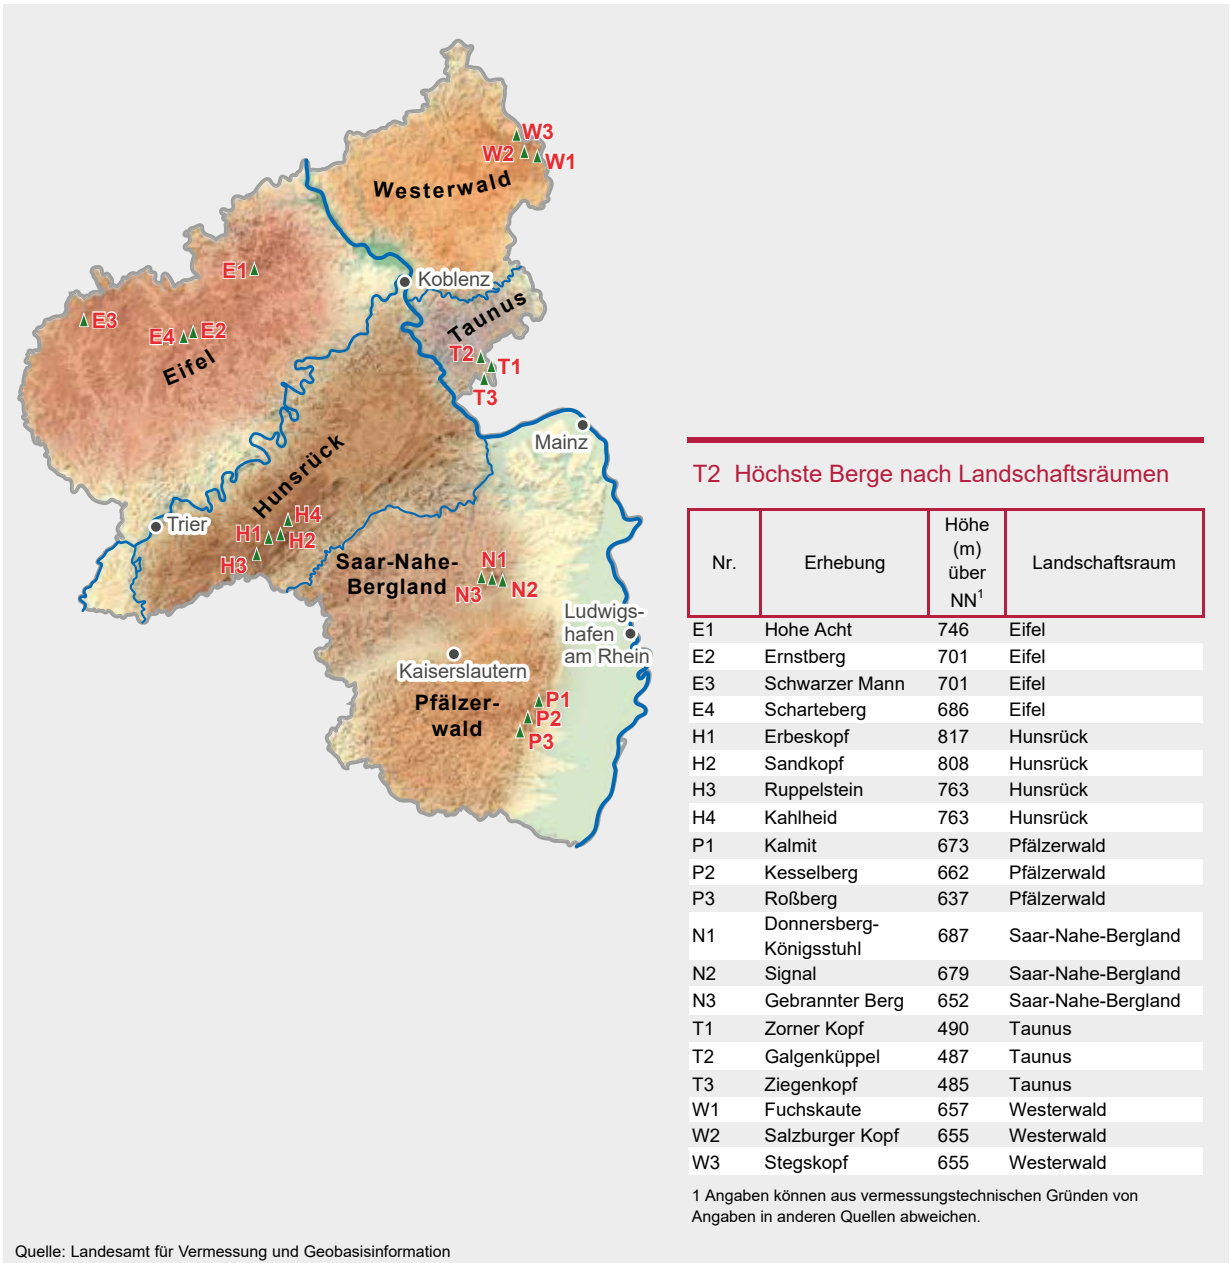 W3
W2
W1
Westerwald
E1
Koblenz
E3
E4
E2
Eifel
Taunus
T2
T1
T3
Mainz
Hunsrück
Trier
H4
H1
H2
H3
Saar-Nahe-
Bergland
N1
N3
N2
Ludwigs-
hafen
am Rhein
Kaiserslautern
Pfälzer-
wald
P1
P2
P3
T2 Höchste Berge nach Landschaftsräumen
Nr. Erhebung Höhe (m) über NN1 Landschaftsraum
E1 Hohe Acht 746 Eifel
E2 Ernstberg 701 Eifel
E3 Schwarzer Mann 701 Eifel
E4 Scharteberg 686 Eifel
H1 Erbeskopf 817 Hunsrück
H2 Sandkopf 808 Hunsrück
H3 Ruppelstein 763 Hunsrück
H4 Kahlheid 763 Hunsrück
P1 Kalmit 673 Pfälzerwald
P2 Kesselberg 662 Pfälzerwald
P3 Roßberg 637 Pfälzerwald
N1 Donnersberg-Königsstuhl 687 Saar-Nahe-Bergland
N2 Signal 679 Saar-Nahe-Bergland
N3 Gebrannter Berg 652 Saar-Nahe-Bergland
T1 Zorner Kopf 490 Taunus
T2 Galgenküppel 487 Taunus
T3 Ziegenkopf 485 Taunus
W1 Fuchskaute 657 Westerwald
W2 Salzburger Kopf 655 Westerwald
W3 Stegskopf 655 Westerwald
1 Angaben können aus vermessungstechnischen Gründen von
Angaben in anderen Quellen abweichen.
Quelle: Landesamt für Vermessung und Geobasisinformation